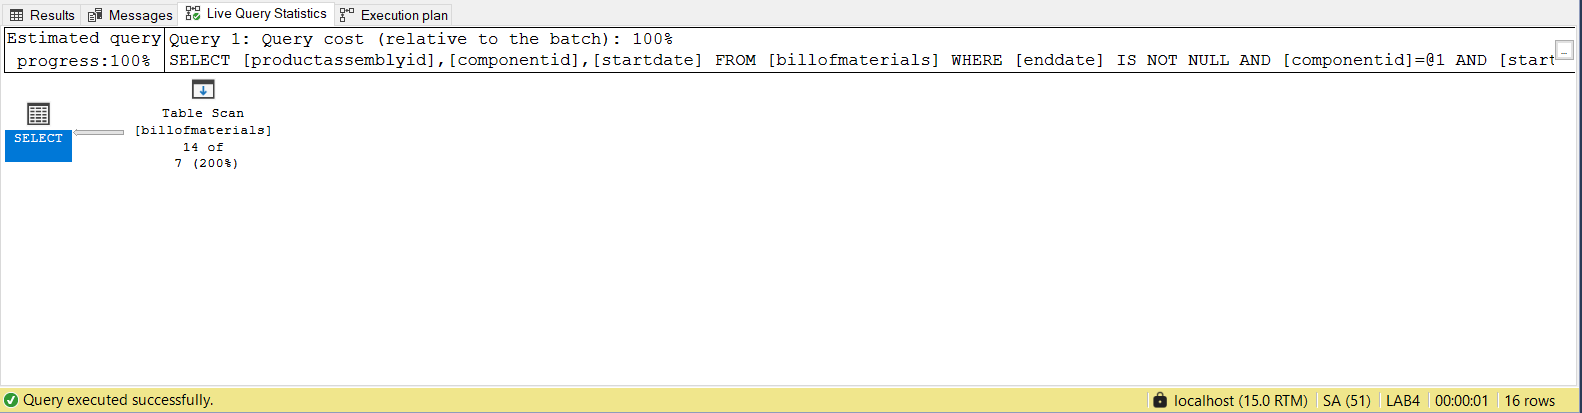 Results Messages Live Query Statistics Execution plan
Estimated query
progress:100%
Query 1: Query cost (relative to the batch): 100%
SELECT [productassemblyid],[componentid],[startdate] FROM [billofmaterials] WHERE [enddate] IS NOT NULL AND [componentid]=@1 AND [start
...
Table Scan
[billofmaterials]
14 of
7 (200%)
SELECT
Query executed successfully. localhost (15.0 RTM) SA (51) LAB4 00:00:01 16 rows